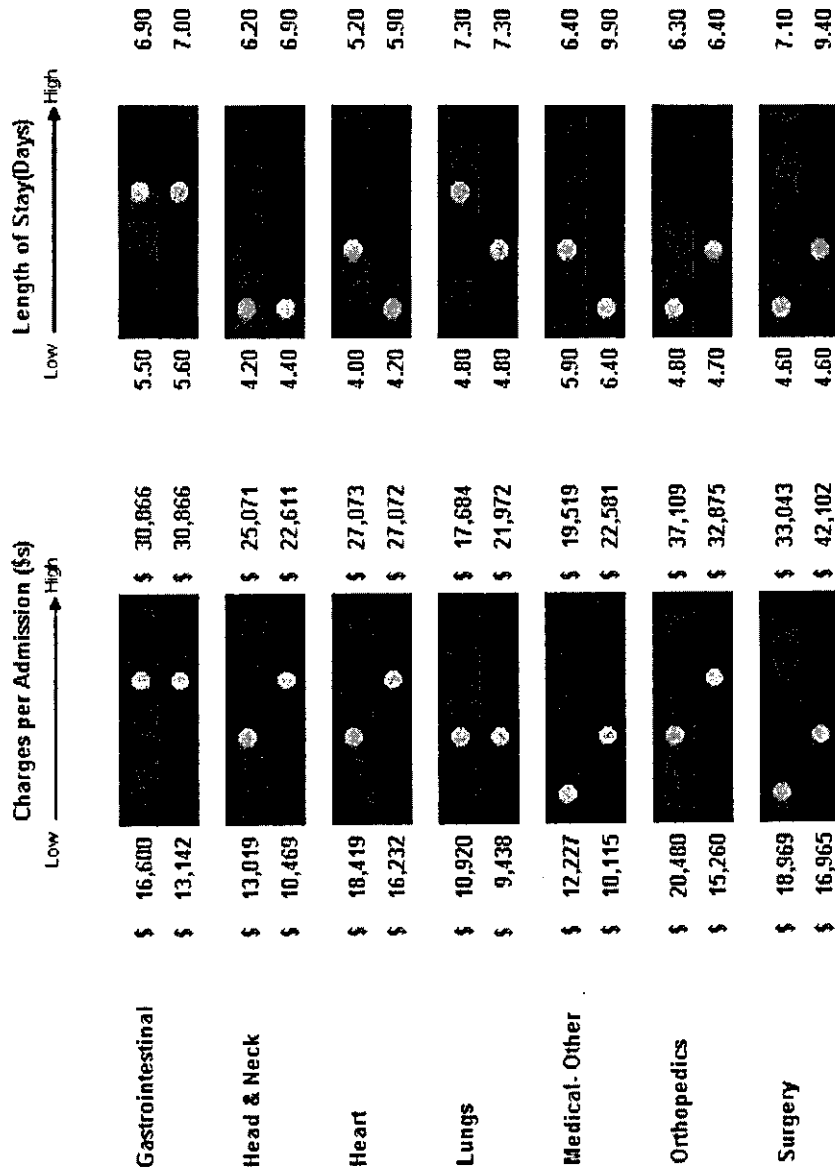 Charges per Admission ($s) Length of Stay(Days)
Low High Low High
Gastrointestinal $ 16,600 $ 30,866 5.50 6.90
$ 13,142 $ 30,866 5.60 7.00
Head & Neck $ 13,019 $ 25,071 4.20 6.20
$ 10,469 $ 22,611 4.40 6.90
Heart $ 18,419 $ 27,073 4.00 5.20
$ 16,232 $ 27,072 4.20 5.90
Lungs $ 10,920 $ 17,684 4.80 7.30
$ 9,438 $ 21,972 4.80 7.30
Medical- Other $ 12,227 $ 19,519 5.90 6.40
$ 10,115 $ 22,581 6.40 9.90
Orthopedics $ 20,480 $ 37,109 4.80 6.30
$ 15,260 $ 32,875 4.70 6.40
Surgery $ 18,969 $ 33,043 4.60 7.10
$ 16,965 $ 42,102 4.60 9.40